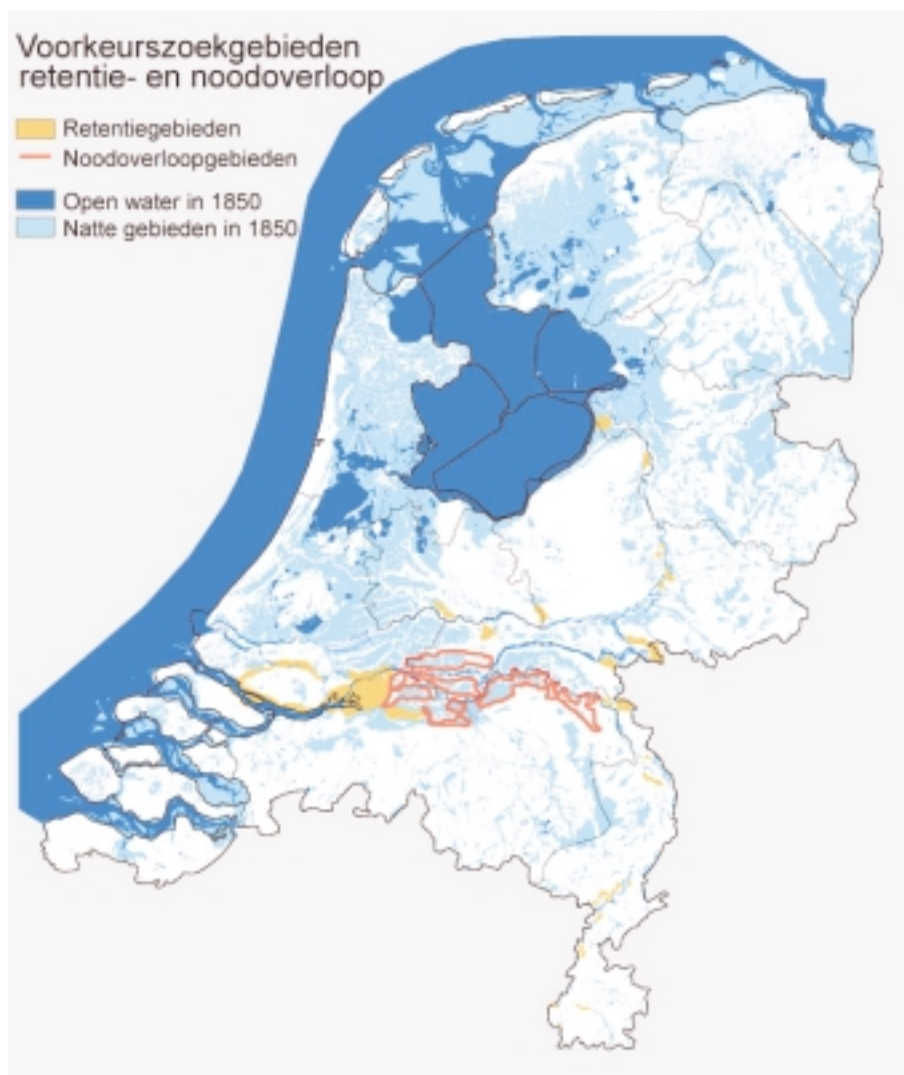 Voorkeurszoekgebieden
retentie- en noodoverloop
Retentiegebieden
Noodoverloopgebieden
Open water in 1850
Natte gebieden in 1850